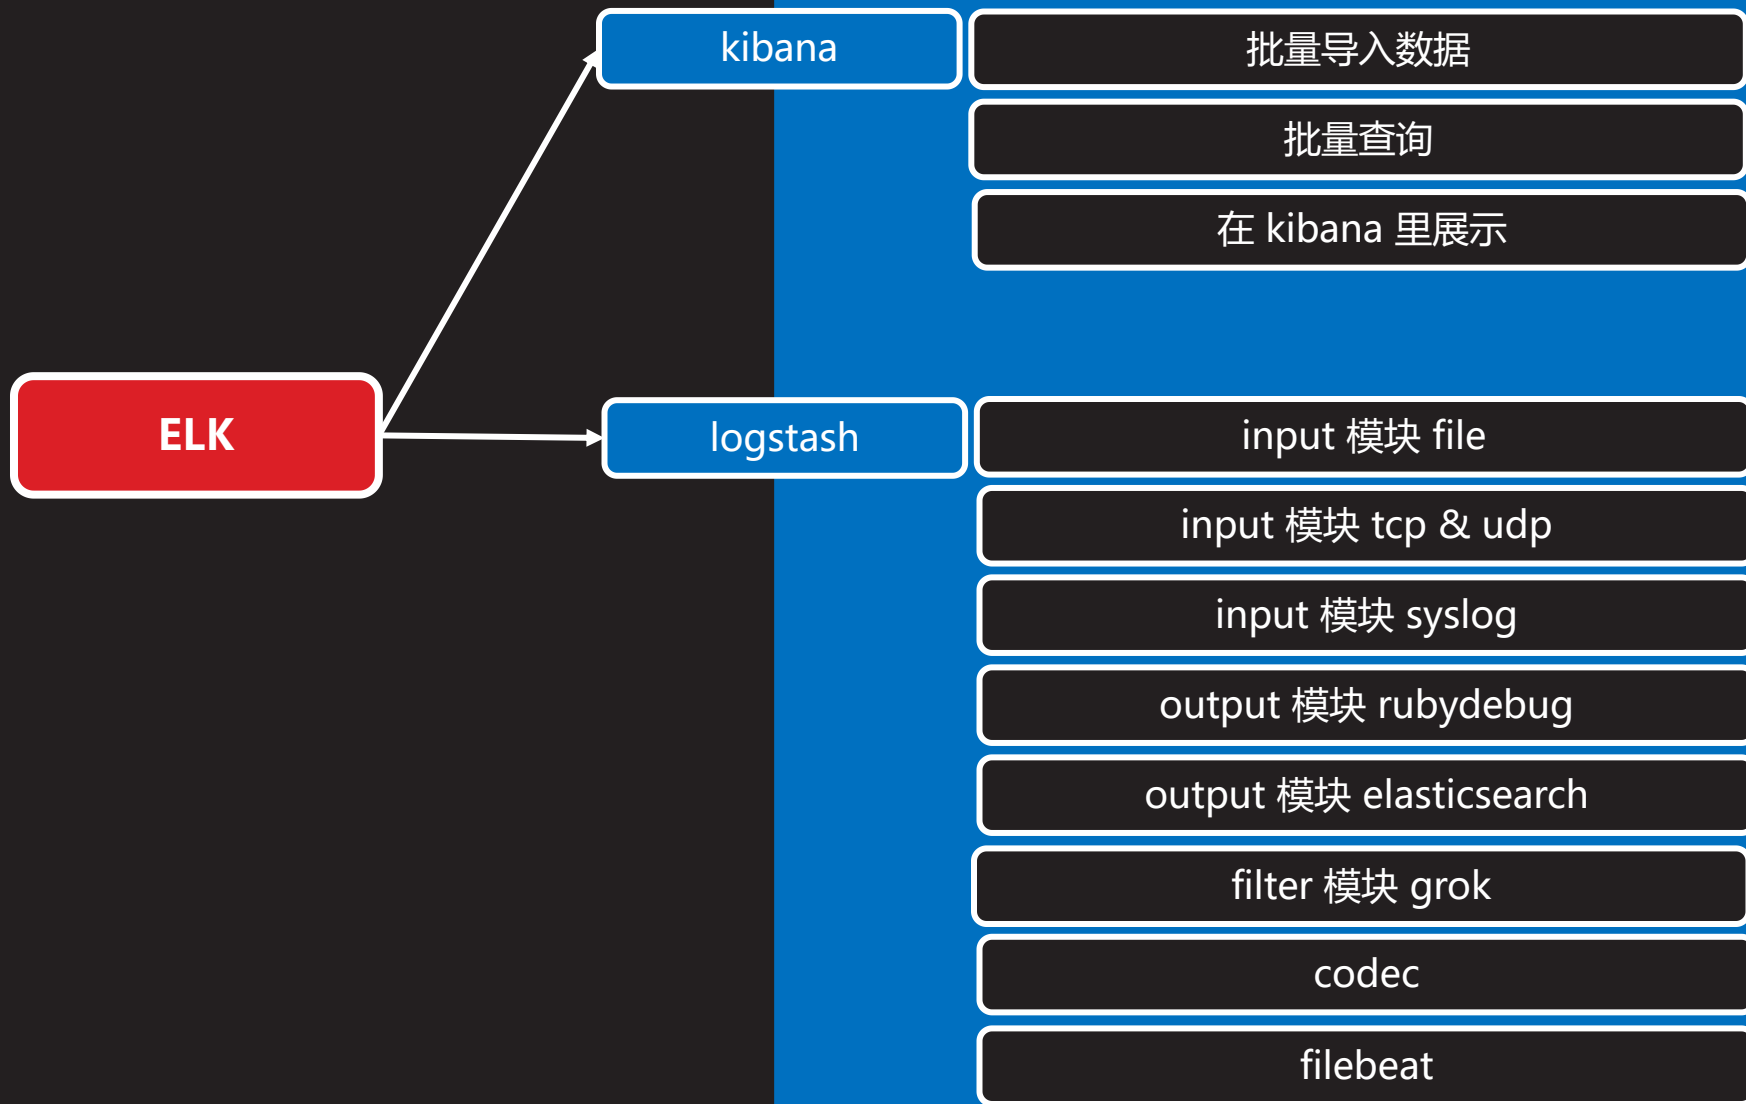 kibana
批量导入数据
批量查询
在 kibana 里展示
ELK
logstash
input 模块 file
input 模块 tcp & udp
input 模块 syslog
output 模块 rubydebug
output 模块 elasticsearch
filter 模块 grok
codec
filebeat